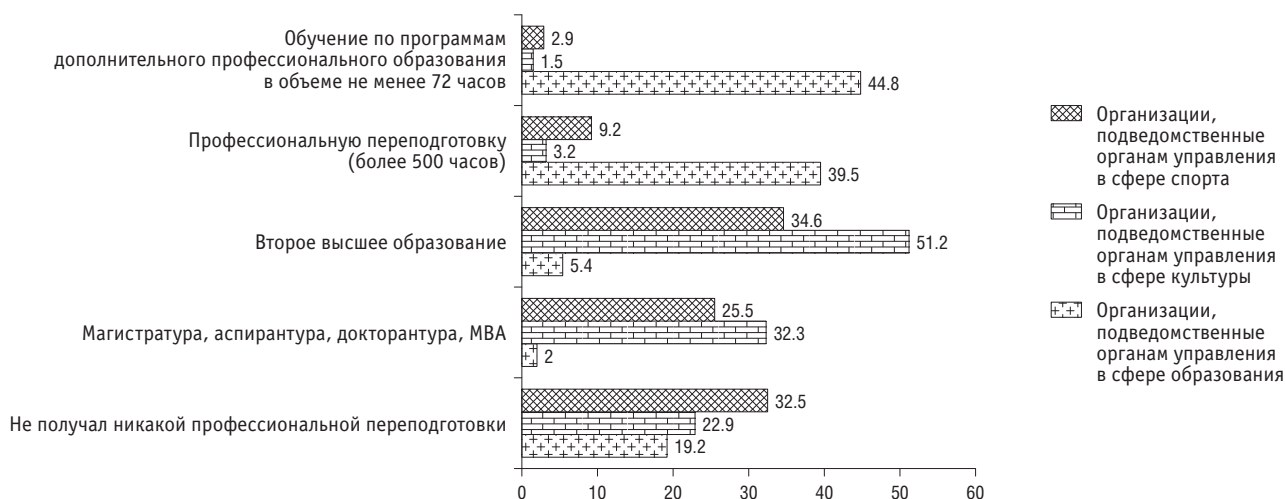 Обучение по программам
дополнительного профессионального образования
в объеме не менее 72 часов
2.9
1.5
44.8
Профессиональную переподготовку
(более 500 часов)
9.2
3.2
39.5
Второе высшее образование
34.6
51.2
5.4
Магистратура, аспирантура, докторантура, MBA
25.5
32.3
2
Не получал никакой профессиональной переподготовки
32.5
22.9
19.2
0 10 20 30 40 50 60
Организации,
подведомственные
органам управления
в сфере спорта
Организации,
подведомственные
органам управления
в сфере культуры
Организации,
подведомственные
органам управления
в сфере образования